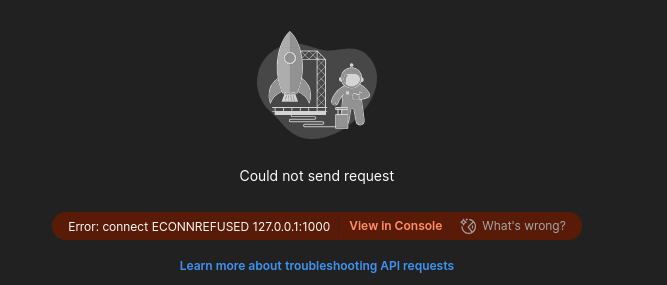 Could not send request
Error: connect ECONNREFUSED 127.0.0.1:1000 View in Console What's wrong?
Learn more about troubleshooting API requests